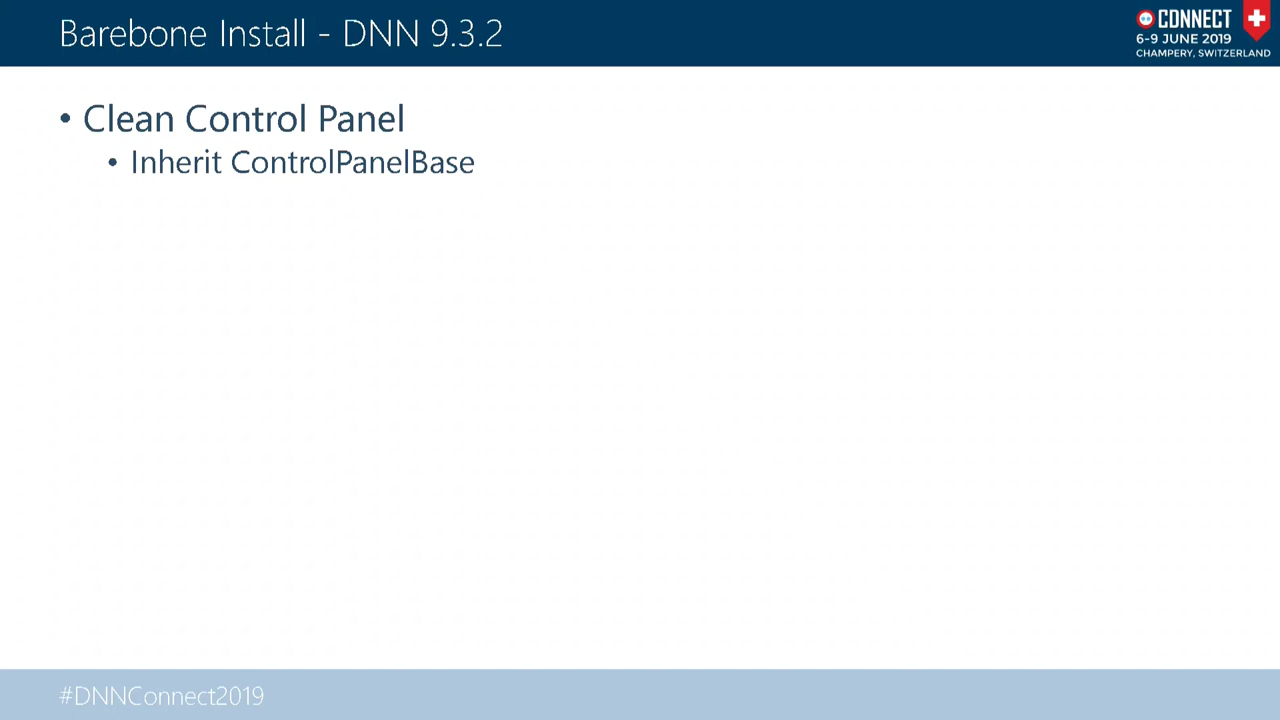 Barebone Install - DNN 9.3.2
CONNECT
6-9 JUNE 2019
CHAMPERY, SWITZERLAND
• Clean Control Panel
• Inherit ControlPanelBase
#DNNConnect2019